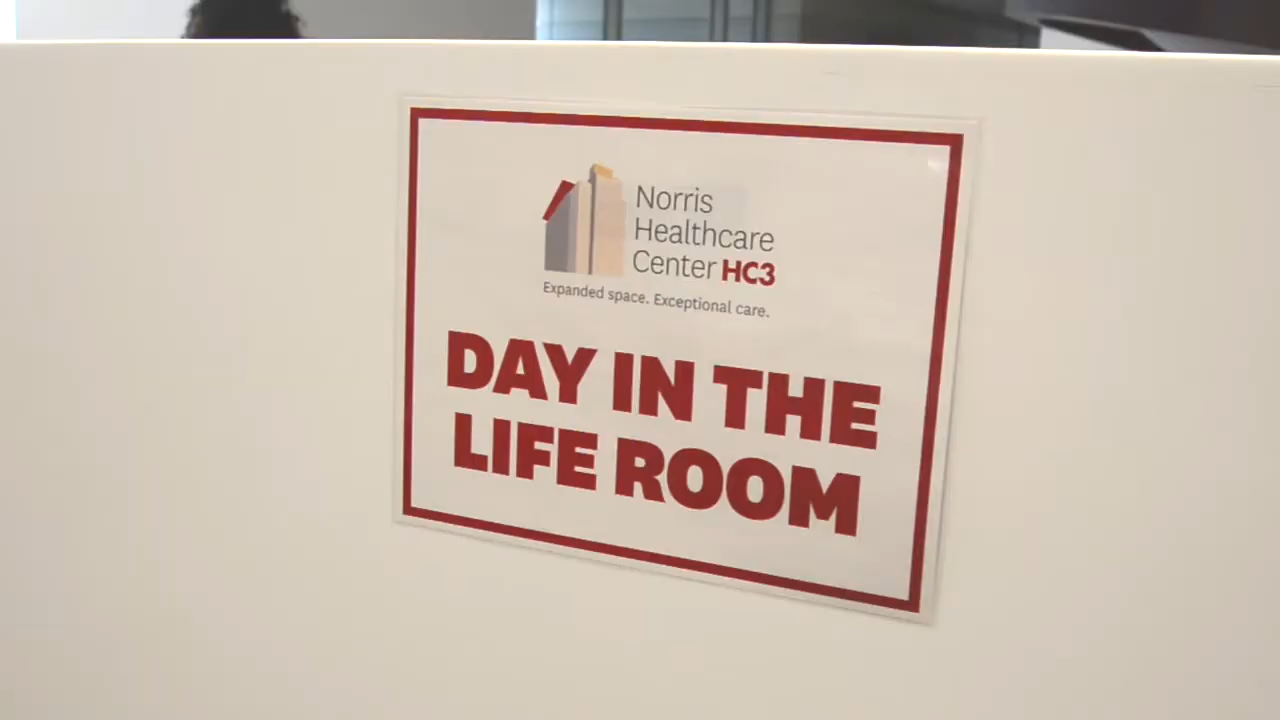 Norris
Healthcare
Center HC3
Expanded space. Exceptional care.
DAY IN THE
LIFE ROOM